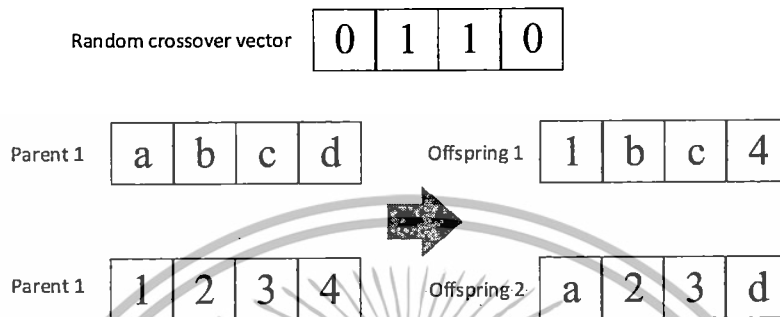 Random crossover vector 0 1 1 0
Parent 1 a b c d Offspring 1 1 b c 4
Parent 1 1 2 3 4 Offspring 2 a 2 3 d